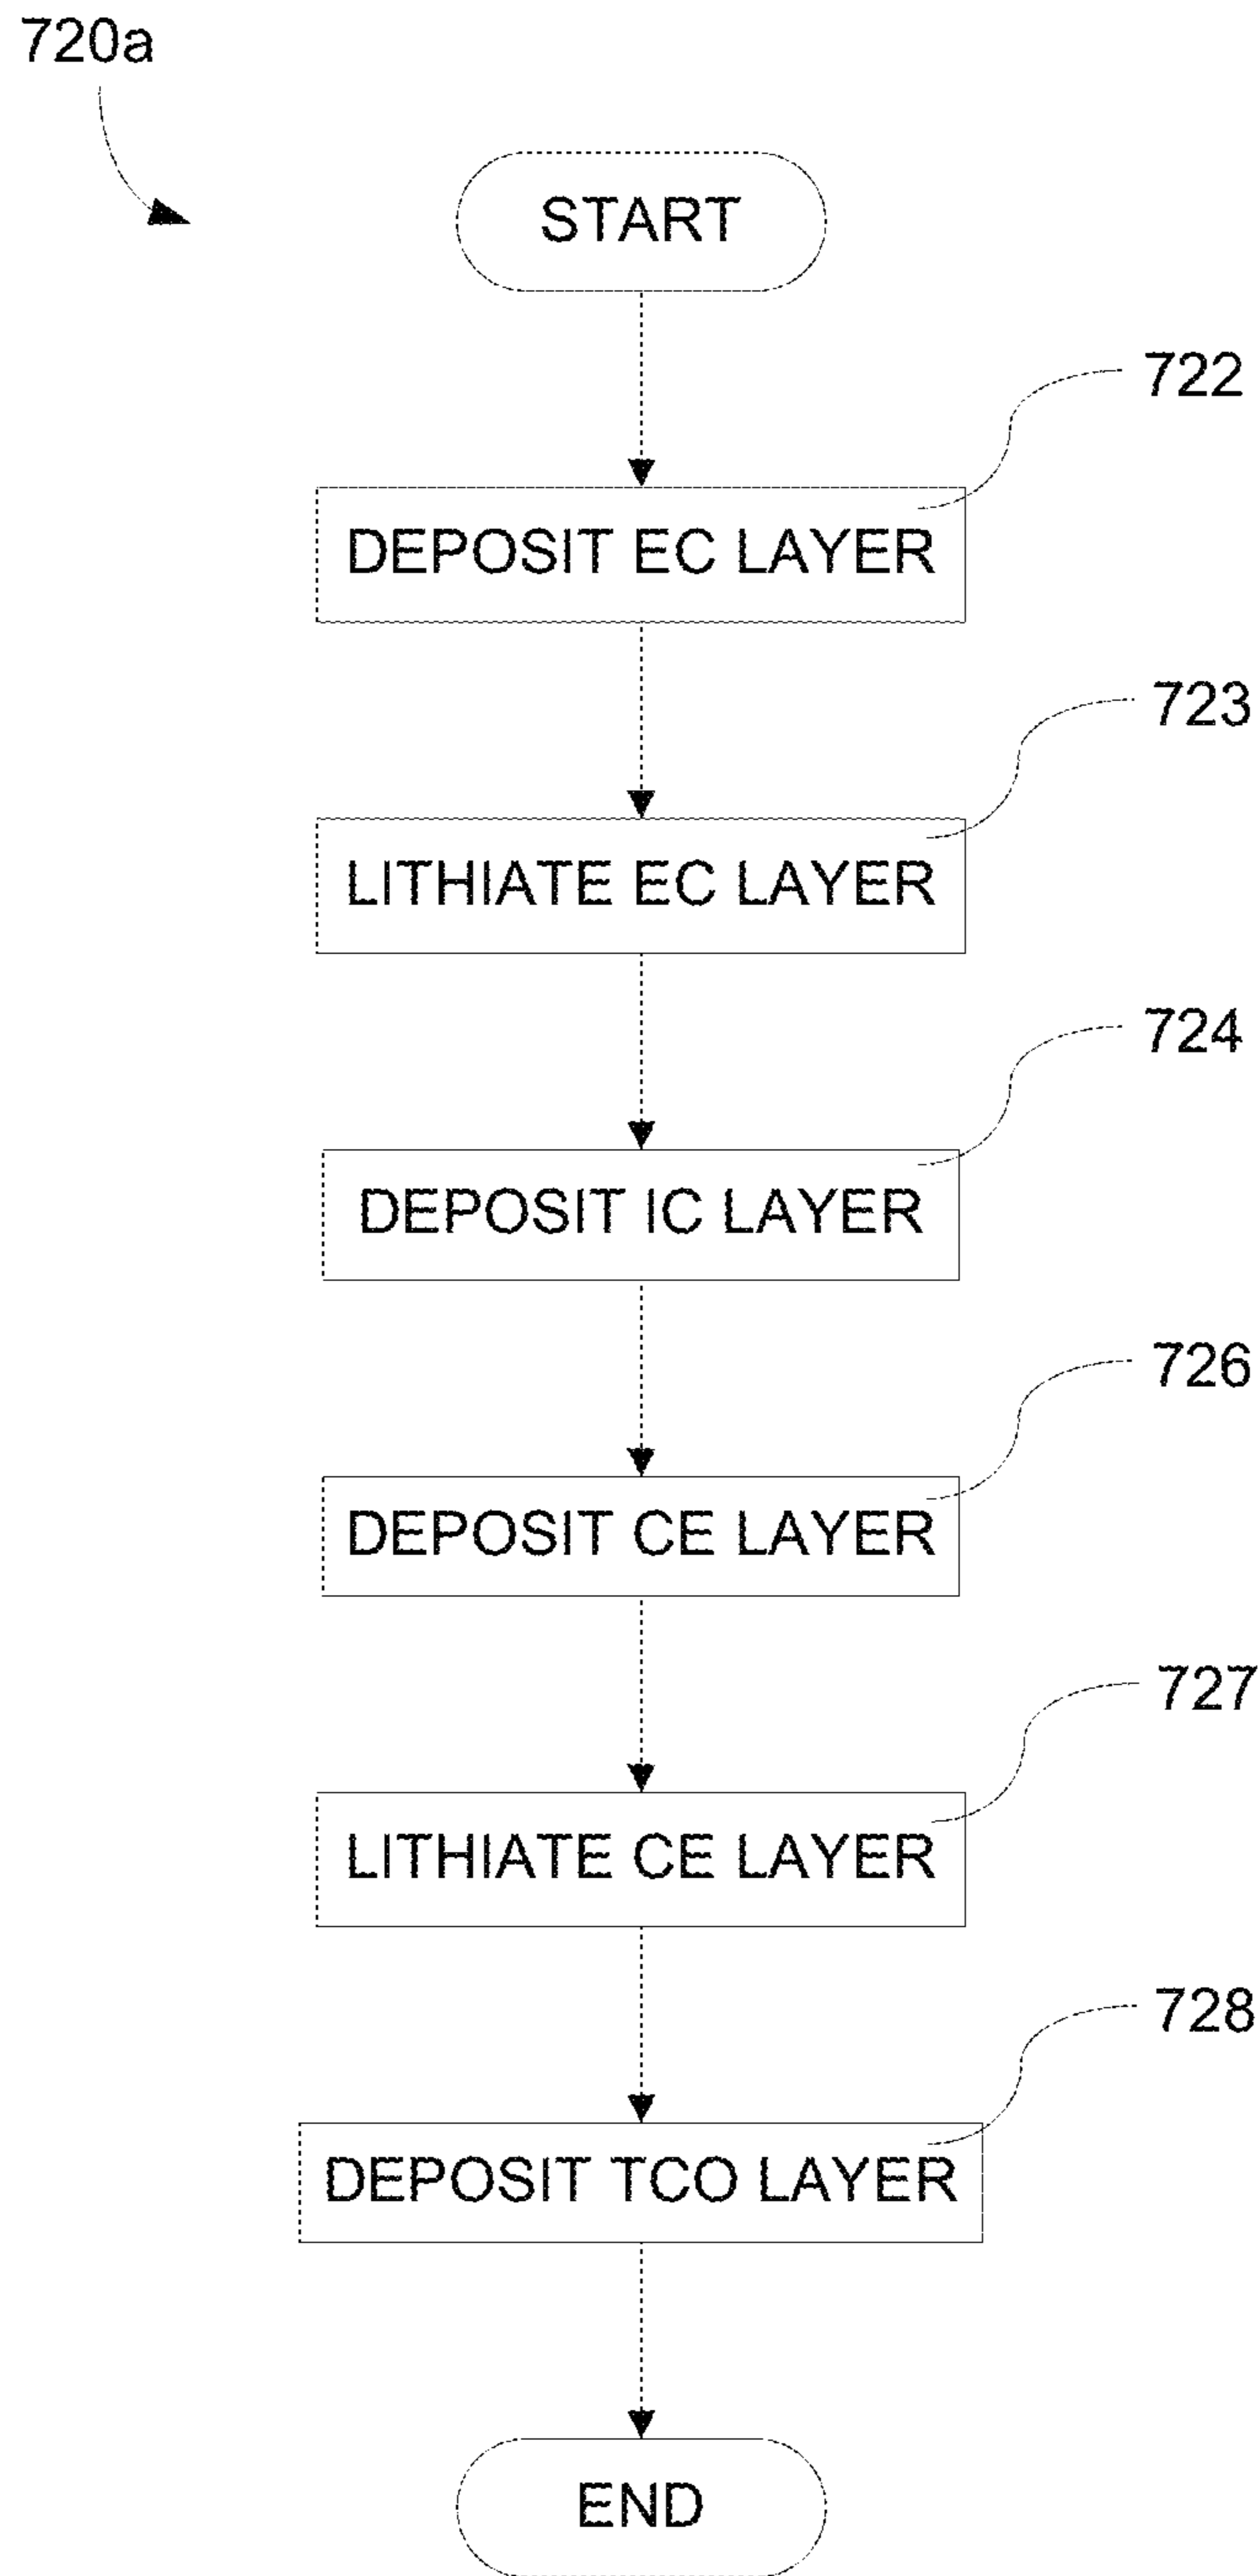 720a
START
722
DEPOSIT EC LAYER
723
LITHIATE EC LAYER
724
DEPOSIT IC LAYER
726
DEPOSIT CE LAYER
727
LITHIATE CE LAYER
728
DEPOSIT TCO LAYER
END